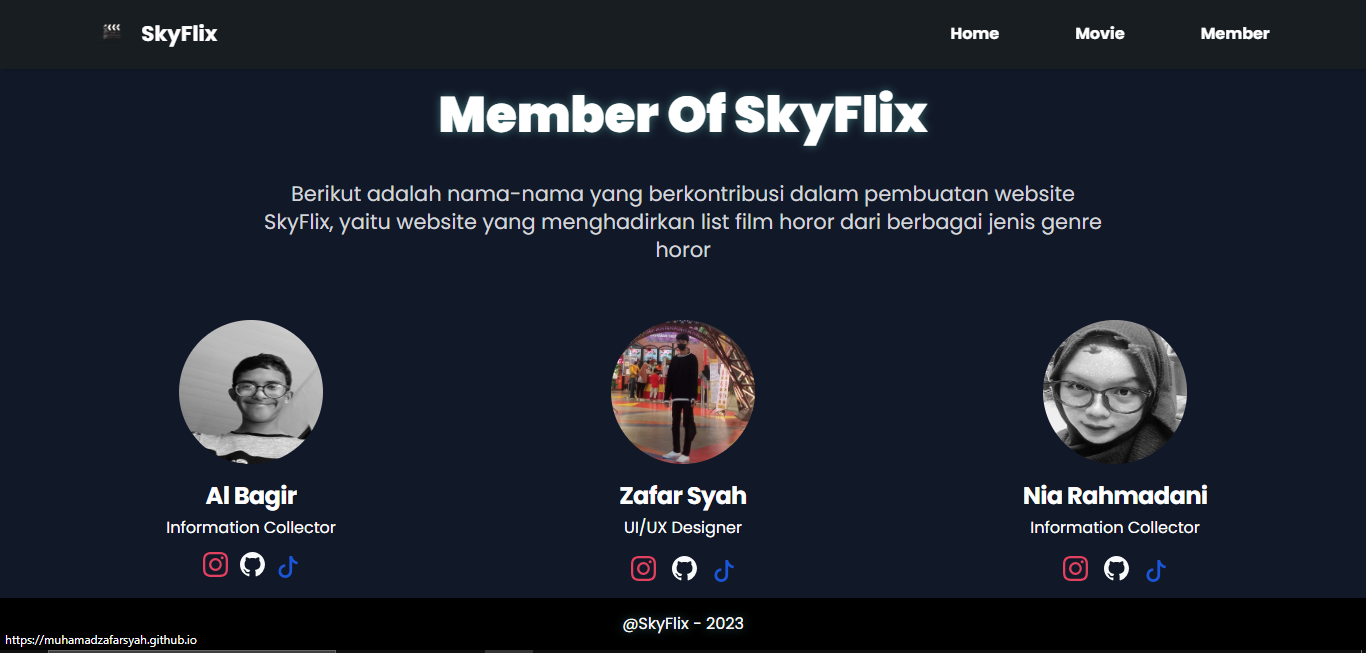 SkyFlix
Home
Movie
Member
Member Of SkyFlix
Berikut adalah nama-nama yang berkontribusi dalam pembuatan website
SkyFlix, yaitu website yang menghadirkan list film horor dari berbagai jenis genre
horor
Al Bagir
Information Collector
Zafar Syah
UI/UX Designer
Nia Rahmadani
Information Collector
@SkyFlix - 2023
https://muhamadzafarsyah.github.io